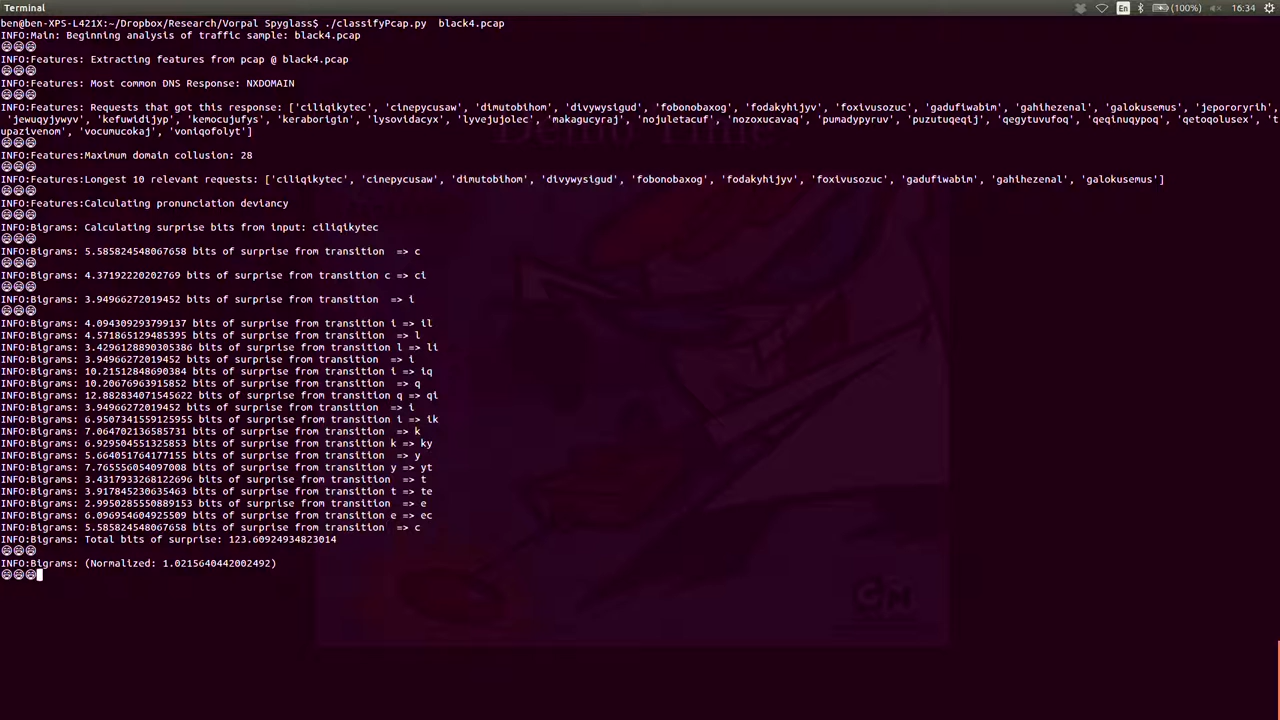 Terminal
En
(100%)
16:34
ben@ben-XPS-L421X:~/Dropbox/Research/Vorpal Spyglass$ ./classifyPcap.py  black4.pcap
INFO:Main: Beginning analysis of traffic sample: black4.pcap
😄😄😄
INFO:Features: Extracting features from pcap @ black4.pcap
😄😄😄
INFO:Features: Most common DNS Response: NXDOMAIN
😄😄😄
INFO:Features: Requests that got this response: ['ciliqikytec', 'cinepycusaw', 'dimutobihom', 'divywysigud', 'fobonobaxog', 'fodakyhijyv', 'foxivusozuc', 'gadufiwabim', 'gahihezenal', 'galokusemus', 'jepororyrih',
'jewuqyjywyv', 'kefuwidijyp', 'kemocujufys', 'keraborigin', 'lysovidacyx', 'lyvejujolec', 'makagucyraj', 'nojuletacuf', 'nozoxucavaq', 'pumadypyruv', 'puzutuqeqij', 'qegytuvufoq', 'qeqinuqypoq', 'qetoqolusex', 't
upazivenom', 'vocumucokaj', 'voniqofolyt']
😄😄😄
INFO:Features:Maximum domain collusion: 28
😄😄😄
INFO:Features:Longest 10 relevant requests: ['ciliqikytec', 'cinepycusaw', 'dimutobihom', 'divywysigud', 'fobonobaxog', 'fodakyhijyv', 'foxivusozuc', 'gadufiwabim', 'gahihezenal', 'galokusemus']
😄😄😄
INFO:Features:Calculating pronunciation deviancy
😄😄😄
INFO:Bigrams: Calculating surprise bits from input: ciliqikytec
😄😄😄
INFO:Bigrams: 5.585824548067658 bits of surprise from transition  => c
😄😄😄
INFO:Bigrams: 4.37192220202769 bits of surprise from transition c => ci
😄😄😄
INFO:Bigrams: 3.94966272019452 bits of surprise from transition  => i
😄😄😄
INFO:Bigrams: 4.094309293799137 bits of surprise from transition i => il
INFO:Bigrams: 4.571865129485395 bits of surprise from transition  => l
INFO:Bigrams: 3.4296128890305386 bits of surprise from transition l => li
INFO:Bigrams: 3.94966272019452 bits of surprise from transition  => i
INFO:Bigrams: 10.21512848690384 bits of surprise from transition i => iq
INFO:Bigrams: 10.20676963915852 bits of surprise from transition  => q
INFO:Bigrams: 12.882834071545622 bits of surprise from transition q => qi
INFO:Bigrams: 3.94966272019452 bits of surprise from transition  => i
INFO:Bigrams: 6.9507341559125955 bits of surprise from transition i => ik
INFO:Bigrams: 7.064702136585731 bits of surprise from transition  => k
INFO:Bigrams: 6.929504551325853 bits of surprise from transition k => ky
INFO:Bigrams: 5.664051764177155 bits of surprise from transition  => y
INFO:Bigrams: 7.765556054097008 bits of surprise from transition y => yt
INFO:Bigrams: 3.4317933268122696 bits of surprise from transition  => t
INFO:Bigrams: 3.917845230635463 bits of surprise from transition t => te
INFO:Bigrams: 2.9950285550889153 bits of surprise from transition  => e
INFO:Bigrams: 6.096954604925509 bits of surprise from transition e => ec
INFO:Bigrams: 5.585824548067658 bits of surprise from transition  => c
INFO:Bigrams: Total bits of surprise: 123.60924934823014
😄😄😄
INFO:Bigrams: (Normalized: 1.0215640442002492)
😄😄😄
Demo Time
CN